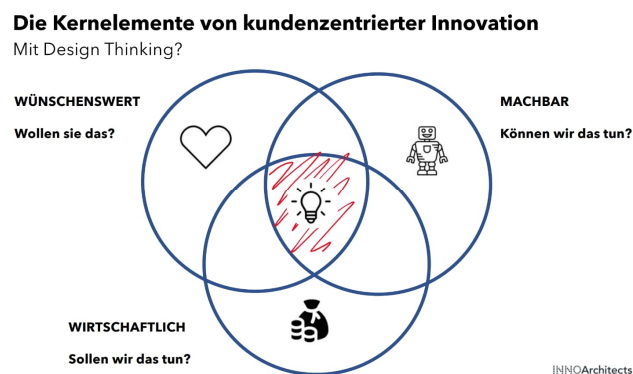 Die Kernelemente von kundenzentrierter Innovation
Mit Design Thinking?
WÜNSCHENSWERT
Wollen sie das?
MACHBAR
Können wir das tun?
WIRTSCHAFTLICH
Sollen wir das tun?
INNOArchitects